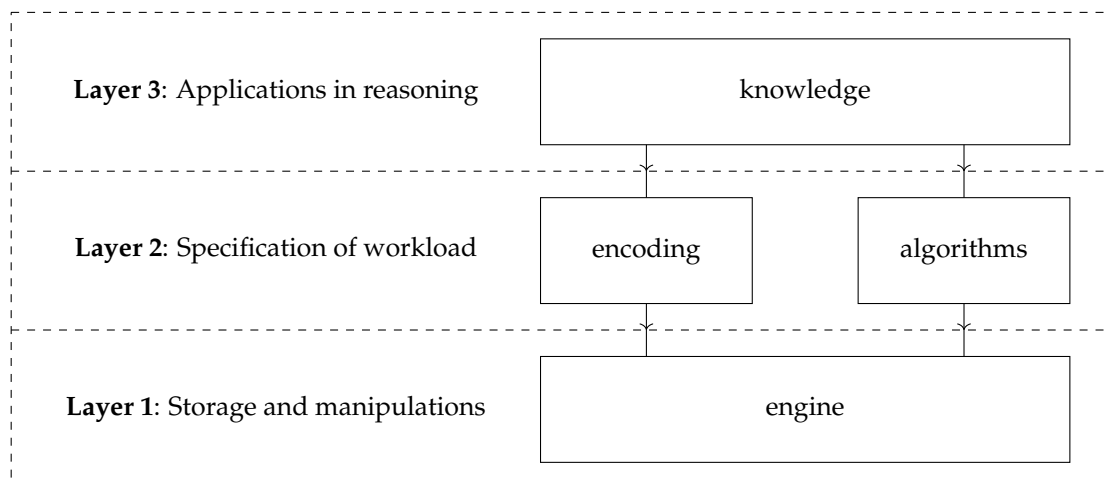 Layer 3: Applications in reasoning
knowledge
Layer 2: Specification of workload
encoding
algorithms
Layer 1: Storage and manipulations
engine